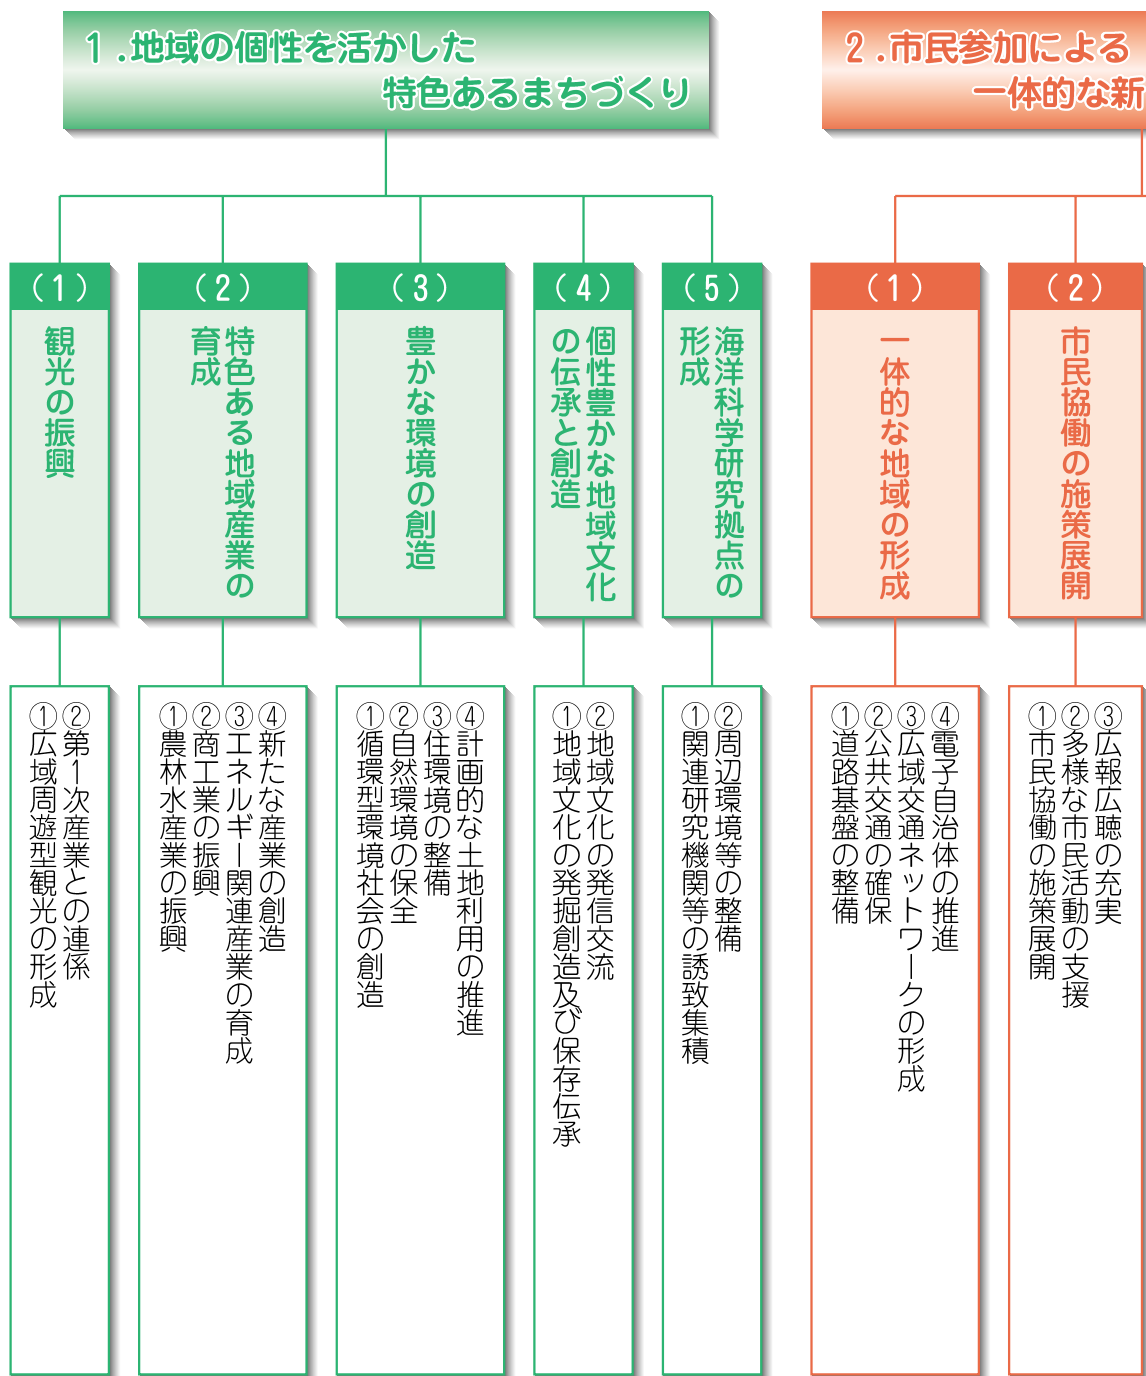 1.地域の個性を活かした
特色あるまちづくり
(1)
観光の振興
①広域周遊型観光の形成
②第1次産業との連係
(2)
特色ある地域産業の
育成
①農林水産業の振興
②商工業の振興
③エネルギー関連産業の育成
④新たな産業の創造
(3)
豊かな環境の創造
①循環型環境社会の創造
②自然環境の保全
③住環境の整備
④計画的な土地利用の推進
(4)
個性豊かな地域文化
の伝承と創造
①地域文化の発掘創造及び保存伝承
②地域文化の発信交流
(5)
海洋科学研究拠点の
形成
①関連研究機関等の誘致集積
②周辺環境等の整備
2.市民参加による
一体的な新
(1)
一体的な地域の形成
①道路基盤の整備
②公共交通の確保
③広域交通ネットワークの形成
④電子自治体の推進
(2)
市民協働の施策展開
①市民協働の施策展開
②多様な市民活動の支援
③広報広聴の充実